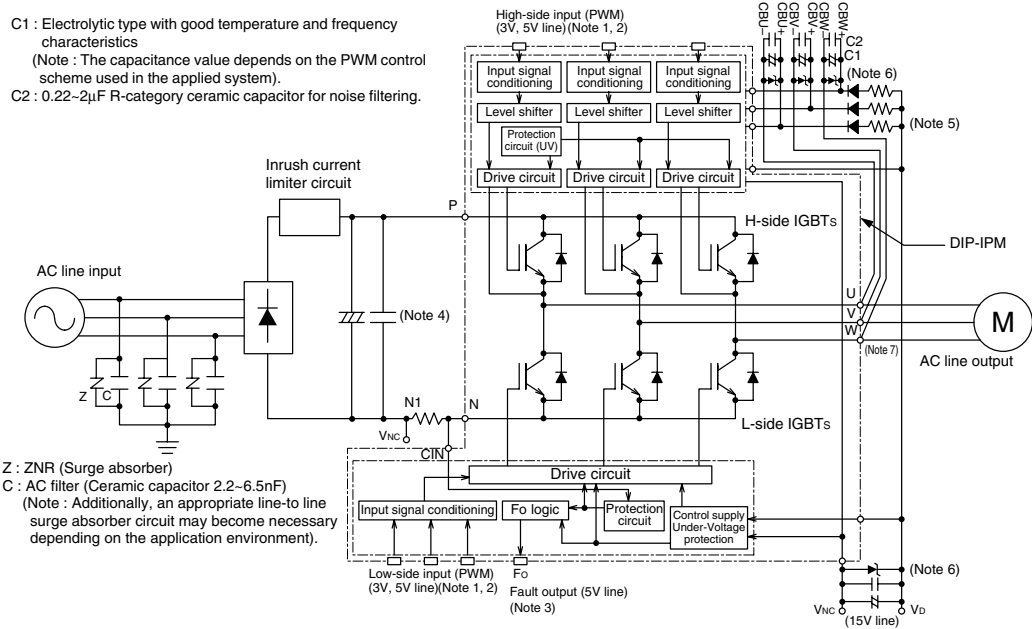 C1 : Electrolytic type with good temperature and frequency
characteristics
(Note : The capacitance value depends on the PWM control
scheme used in the applied system).
C2 : 0.22~2μF R-category ceramic capacitor for noise filtering.
High-side input (PWM)
(3V, 5V line)(Note 1, 2)
CBU–
CBU+
CBV–
CBV+
CBW–
CBW+
C2
C1
(Note 6)
(Note 5)
Input signal
conditioning
Input signal
conditioning
Input signal
conditioning
Level shifter
Level shifter
Level shifter
Protection
circuit (UV)
Drive circuit
Drive circuit
Drive circuit
Inrush current
limiter circuit
P
H-side IGBTS
DIP-IPM
AC line input
(Note 4)
U
V
W
(Note 7)
M
AC line output
Z
C
N1
N
VNC
CIN
L-side IGBTS
Z : ZNR (Surge absorber)
C : AC filter (Ceramic capacitor 2.2~6.5nF)
(Note : Additionally, an appropriate line-to line
surge absorber circuit may become necessary
depending on the application environment).
Drive circuit
Input signal conditioning
Fo logic
Protection
circuit
Control supply
Under-Voltage
protection
Low-side input (PWM)
(3V, 5V line)(Note 1, 2)
FO
Fault output (5V line)
(Note 3)
(Note 6)
VNC
VD
(15V line)